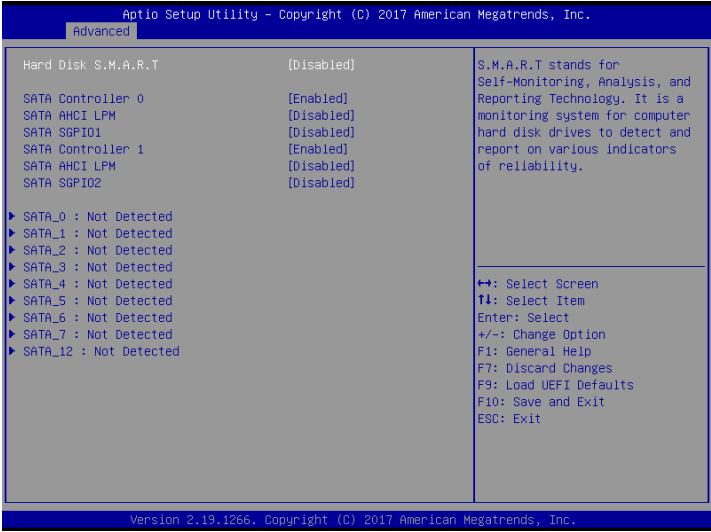 Aptio Setup Utility – Copyright (C) 2017 American Megatrends, Inc.
Advanced
Hard Disk S.M.A.R.T [Disabled]
SATA Controller 0 [Enabled]
SATA AHCI LPM [Disabled]
SATA SGPIO1 [Disabled]
SATA Controller 1 [Enabled]
SATA AHCI LPM [Disabled]
SATA SGPIO2 [Disabled]
SATA_0 : Not Detected
SATA_1 : Not Detected
SATA_2 : Not Detected
SATA_3 : Not Detected
SATA_4 : Not Detected
SATA_5 : Not Detected
SATA_6 : Not Detected
SATA_7 : Not Detected
SATA_12 : Not Detected
S.M.A.R.T stands for
Self-Monitoring, Analysis, and
Reporting Technology. It is a
monitoring system for computer
hard disk drives to detect and
report on various indicators
of reliability.
↔: Select Screen
↑↓: Select Item
Enter: Select
+/-: Change Option
F1: General Help
F7: Discard Changes
F9: Load UEFI Defaults
F10: Save and Exit
ESC: Exit
Version 2.19.1266. Copyright (C) 2017 American Megatrends, Inc.